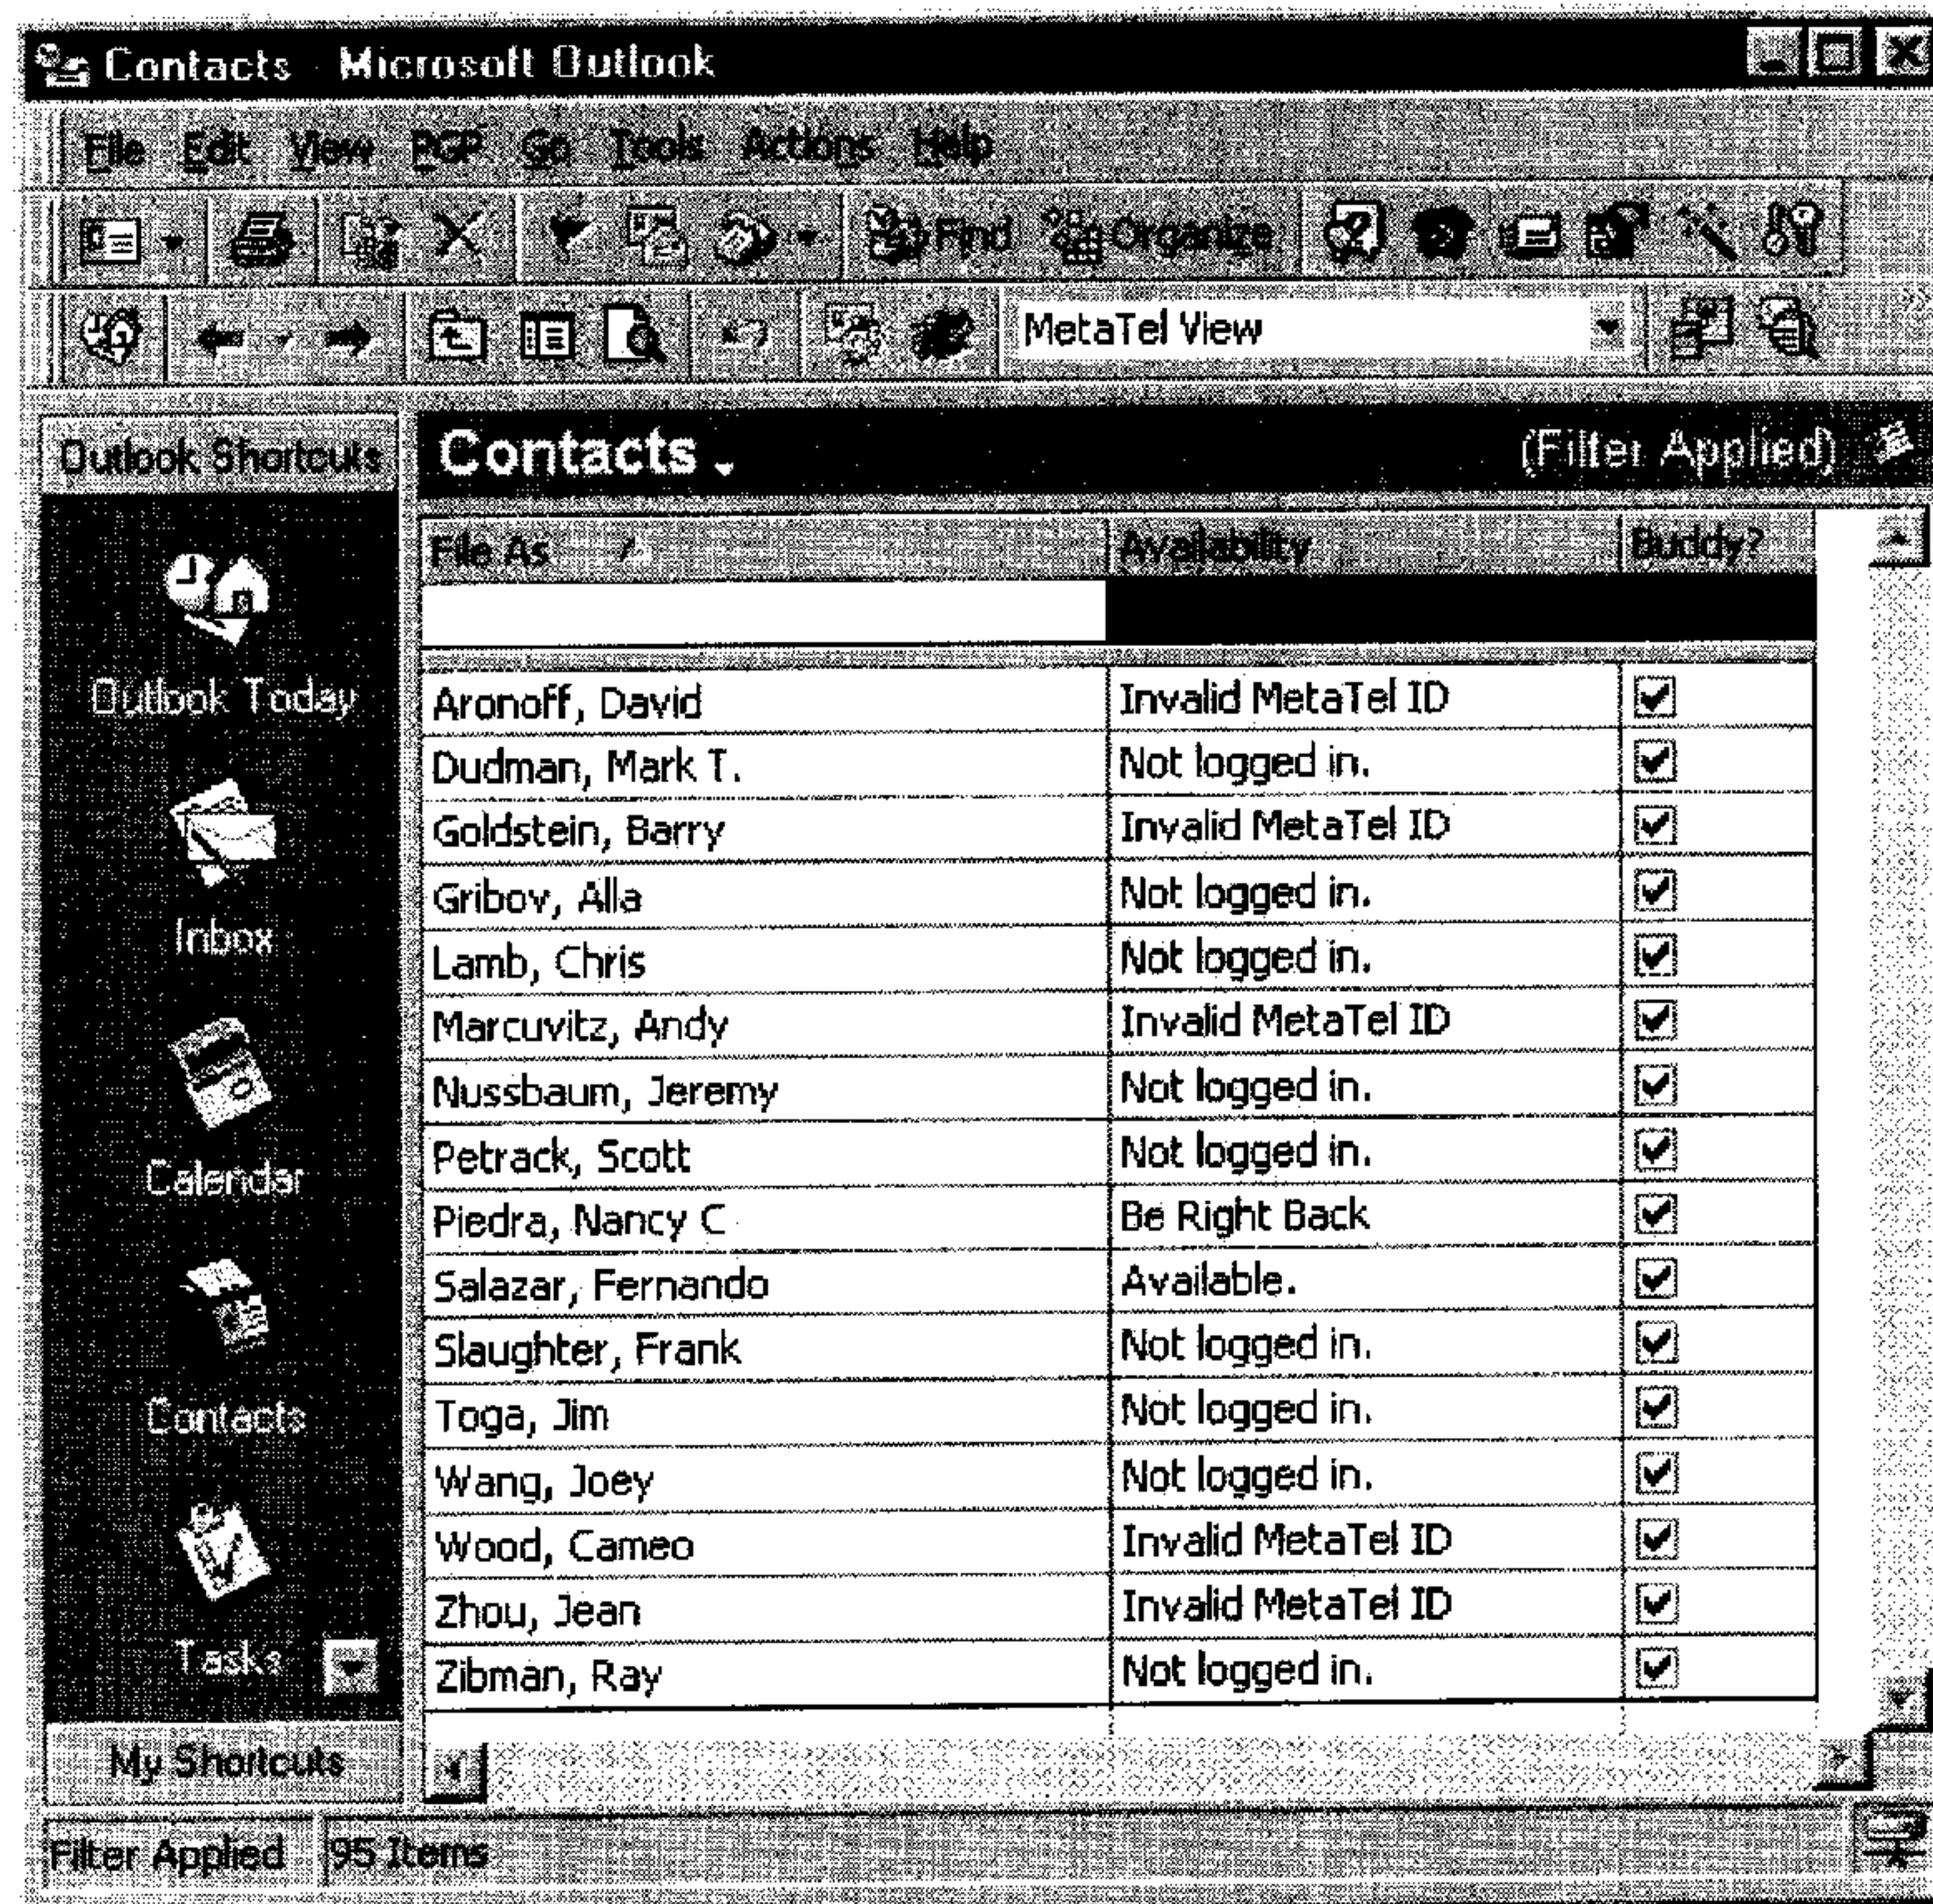 Contacts - Microsoft Outlook
File Edit View PGP Go Tools Actions Help
Find Organize
MetaTel View
Outlook Shortcuts
Contacts (Filter Applied)
File As Availability Buddy?
Aronoff, David Invalid MetaTel ID
Dudman, Mark T. Not logged in.
Goldstein, Barry Invalid MetaTel ID
Gribov, Alla Not logged in.
Lamb, Chris Not logged in.
Marcuvitz, Andy Invalid MetaTel ID
Nussbaum, Jeremy Not logged in.
Petrack, Scott Not logged in.
Piedra, Nancy C Be Right Back
Salazar, Fernando Available.
Slaughter, Frank Not logged in.
Toga, Jim Not logged in.
Wang, Joey Not logged in.
Wood, Cameo Invalid MetaTel ID
Zhou, Jean Invalid MetaTel ID
Zibman, Ray Not logged in.
Outlook Today
Inbox
Calendar
Contacts
Tasks
My Shortcuts
Filter Applied 95 Items